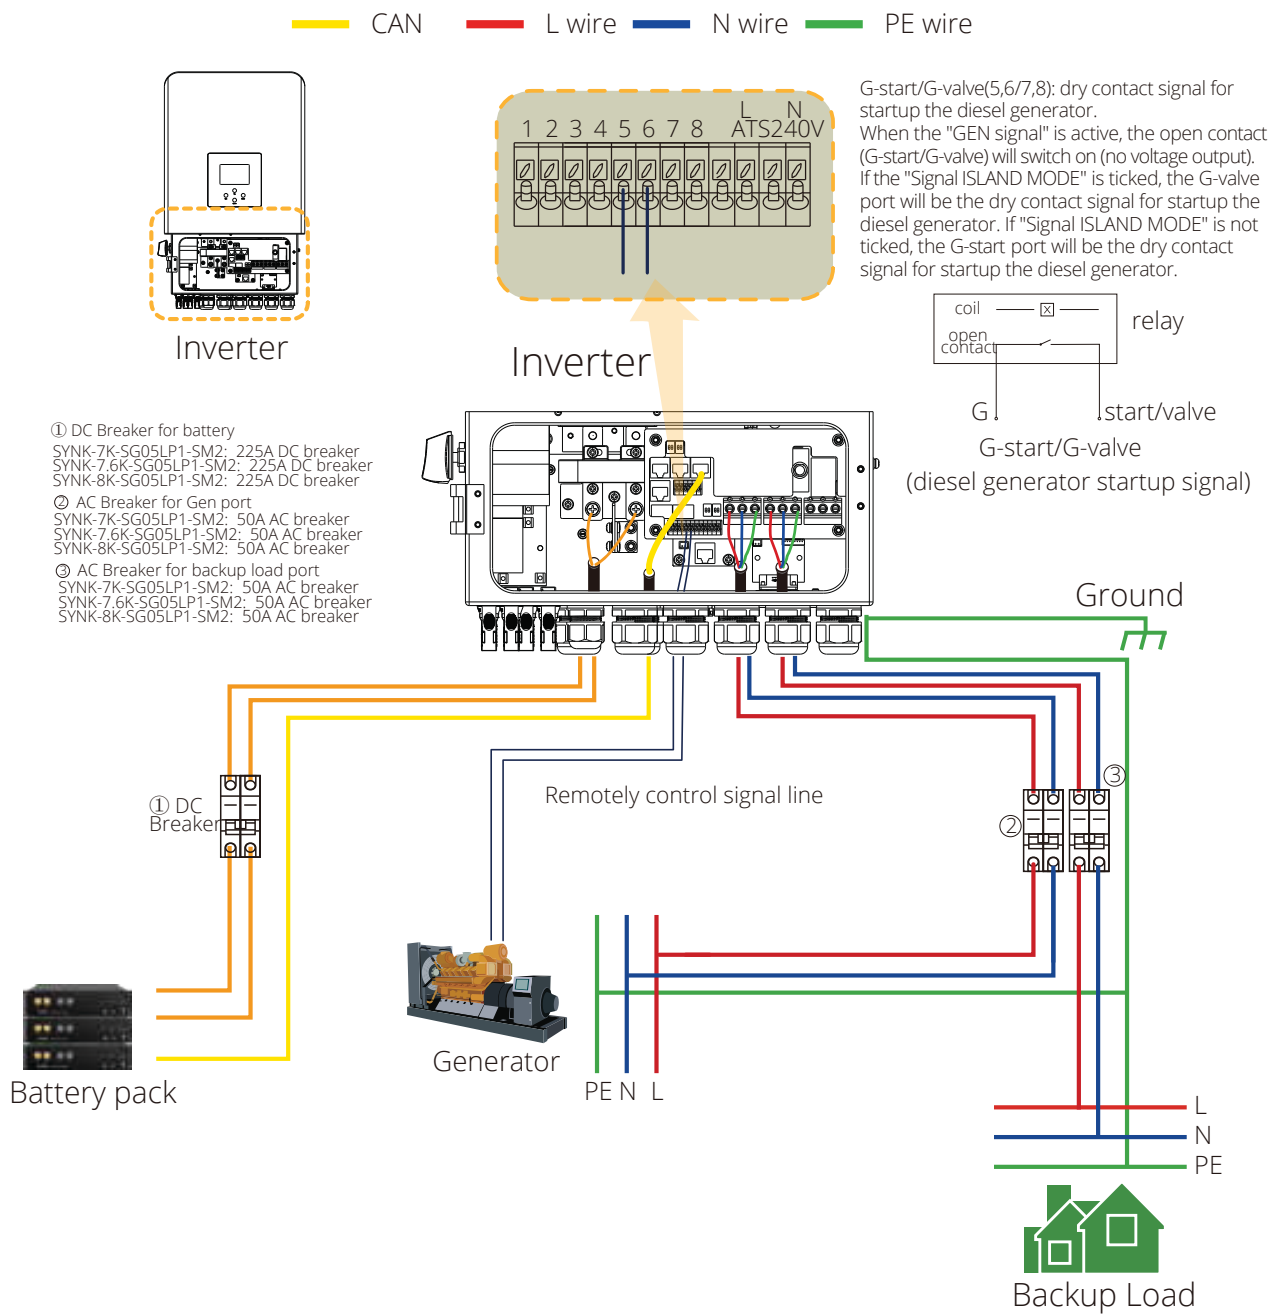 CAN L wire N wire PE wire
L N
1 2 3 4 5 6 7 8 ATS240V
G-start/G-valve(5,6/7,8): dry contact signal for
startup the diesel generator.
When the "GEN signal" is active, the open contact
(G-start/G-valve) will switch on (no voltage output).
If the "Signal ISLAND MODE" is ticked, the G-valve
port will be the dry contact signal for startup the
diesel generator. If "Signal ISLAND MODE" is not
ticked, the G-start port will be the dry contact
signal for startup the diesel generator.
coil
x
open
contact
relay
G
start/valve
G-start/G-valve
(diesel generator startup signal)
Inverter
Inverter
① DC Breaker for battery
SYNK-7K-SG05LP1-SM2: 225A DC breaker
SYNK-7.6K-SG05LP1-SM2: 225A DC breaker
SYNK-8K-SG05LP1-SM2: 225A DC breaker
② AC Breaker for Gen port
SYNK-7K-SG05LP1-SM2: 50A AC breaker
SYNK-7.6K-SG05LP1-SM2: 50A AC breaker
SYNK-8K-SG05LP1-SM2: 50A AC breaker
③ AC Breaker for backup load port
SYNK-7K-SG05LP1-SM2: 50A AC breaker
SYNK-7.6K-SG05LP1-SM2: 50A AC breaker
SYNK-8K-SG05LP1-SM2: 50A AC breaker
Ground
① DC
Breaker
Remotely control signal line
③
②
Generator
Battery pack
PE N L
L
N
PE
Backup Load